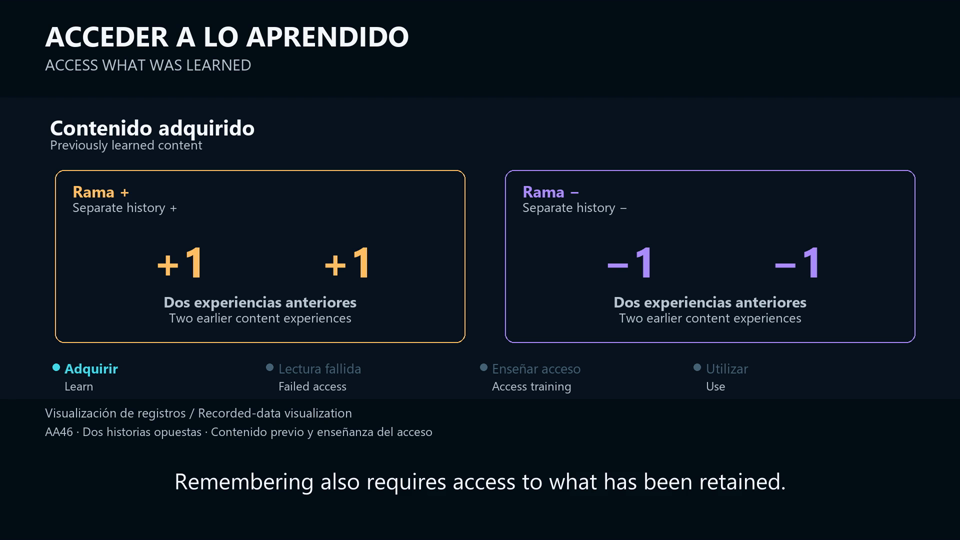 ACCEDER A LO APRENDIDO
ACCESS WHAT WAS LEARNED
Contenido adquirido
Previously learned content
Rama +
Separate history +
+1 +1
Dos experiencias anteriores
Two earlier content experiences
Rama −
Separate history −
−1 −1
Dos experiencias anteriores
Two earlier content experiences
Adquirir
Learn
Lectura fallida
Failed access
Enseñar acceso
Access training
Utilizar
Use
Visualización de registros / Recorded-data visualization
AA46 · Dos historias opuestas · Contenido previo y enseñanza del acceso
Remembering also requires access to what has been retained.